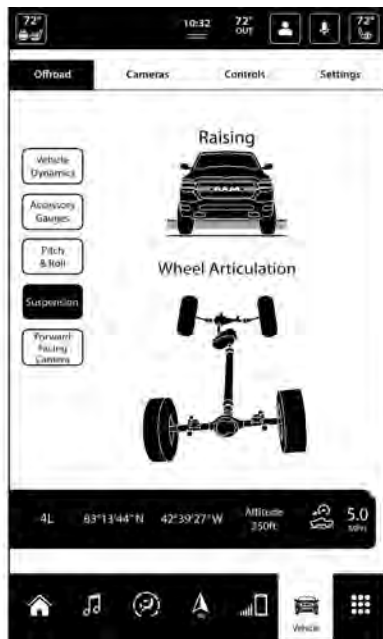 72°
10:32
72°
OUT
72°
Offroad
Cameras
Controls
Settings
Raising
Vehicle
Dynamics
RAM
Accessory
Gauges
Pitch
& Roll
Wheel Articulation
Suspension
Forward
Facing
Camera
4L
83°13'44"N
42°39'27"W
Altitude
350ft
5.0
MPH
Vehicle